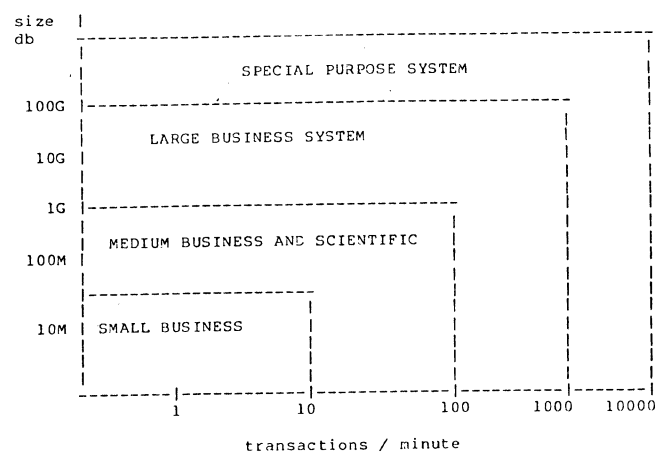 size
db
SPECIAL PURPOSE SYSTEM
100G
LARGE BUSINESS SYSTEM
10G
1G
MEDIUM BUSINESS AND SCIENTIFIC
100M
10M SMALL BUSINESS
1 10 100 1000 10000
transactions / minute